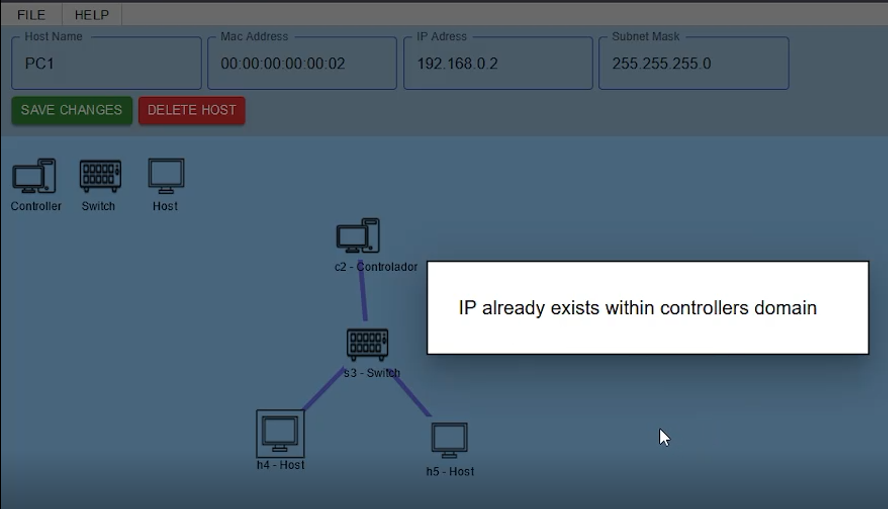 FILE HELP
Host Name Mac Address IP Adress Subnet Mask
PC1 00:00:00:00:00:02 192.168.0.2 255.255.255.0
SAVE CHANGES DELETE HOST
Controller Switch Host
c2 - Controlador
IP already exists within controllers domain
s3 - Switch
h4 - Host h5 - Host